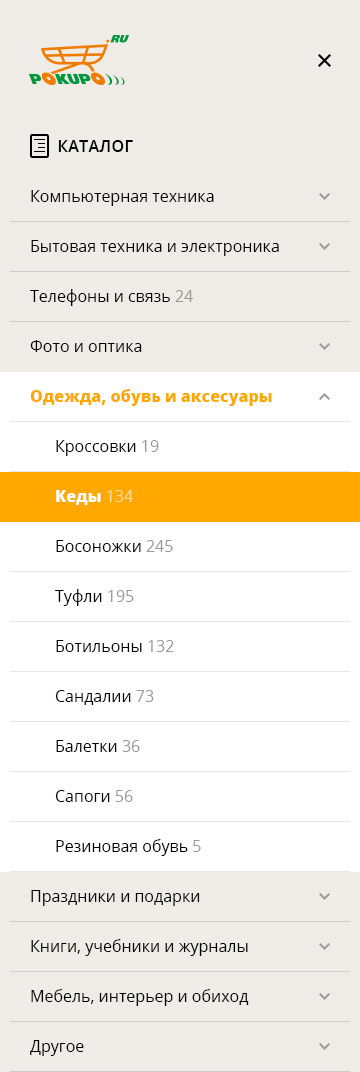 .RU
POKUPO
КАТАЛОГ
Компьютерная техника
Бытовая техника и электроника
Телефоны и связь 24
Фото и оптика
Одежда, обувь и аксесуары
Кроссовки 19
Кеды 134
Босоножки 245
Туфли 195
Ботильоны 132
Сандалии 73
Балетки 36
Сапоги 56
Резиновая обувь 5
Праздники и подарки
Книги, учебники и журналы
Мебель, интерьер и обиход
Другое